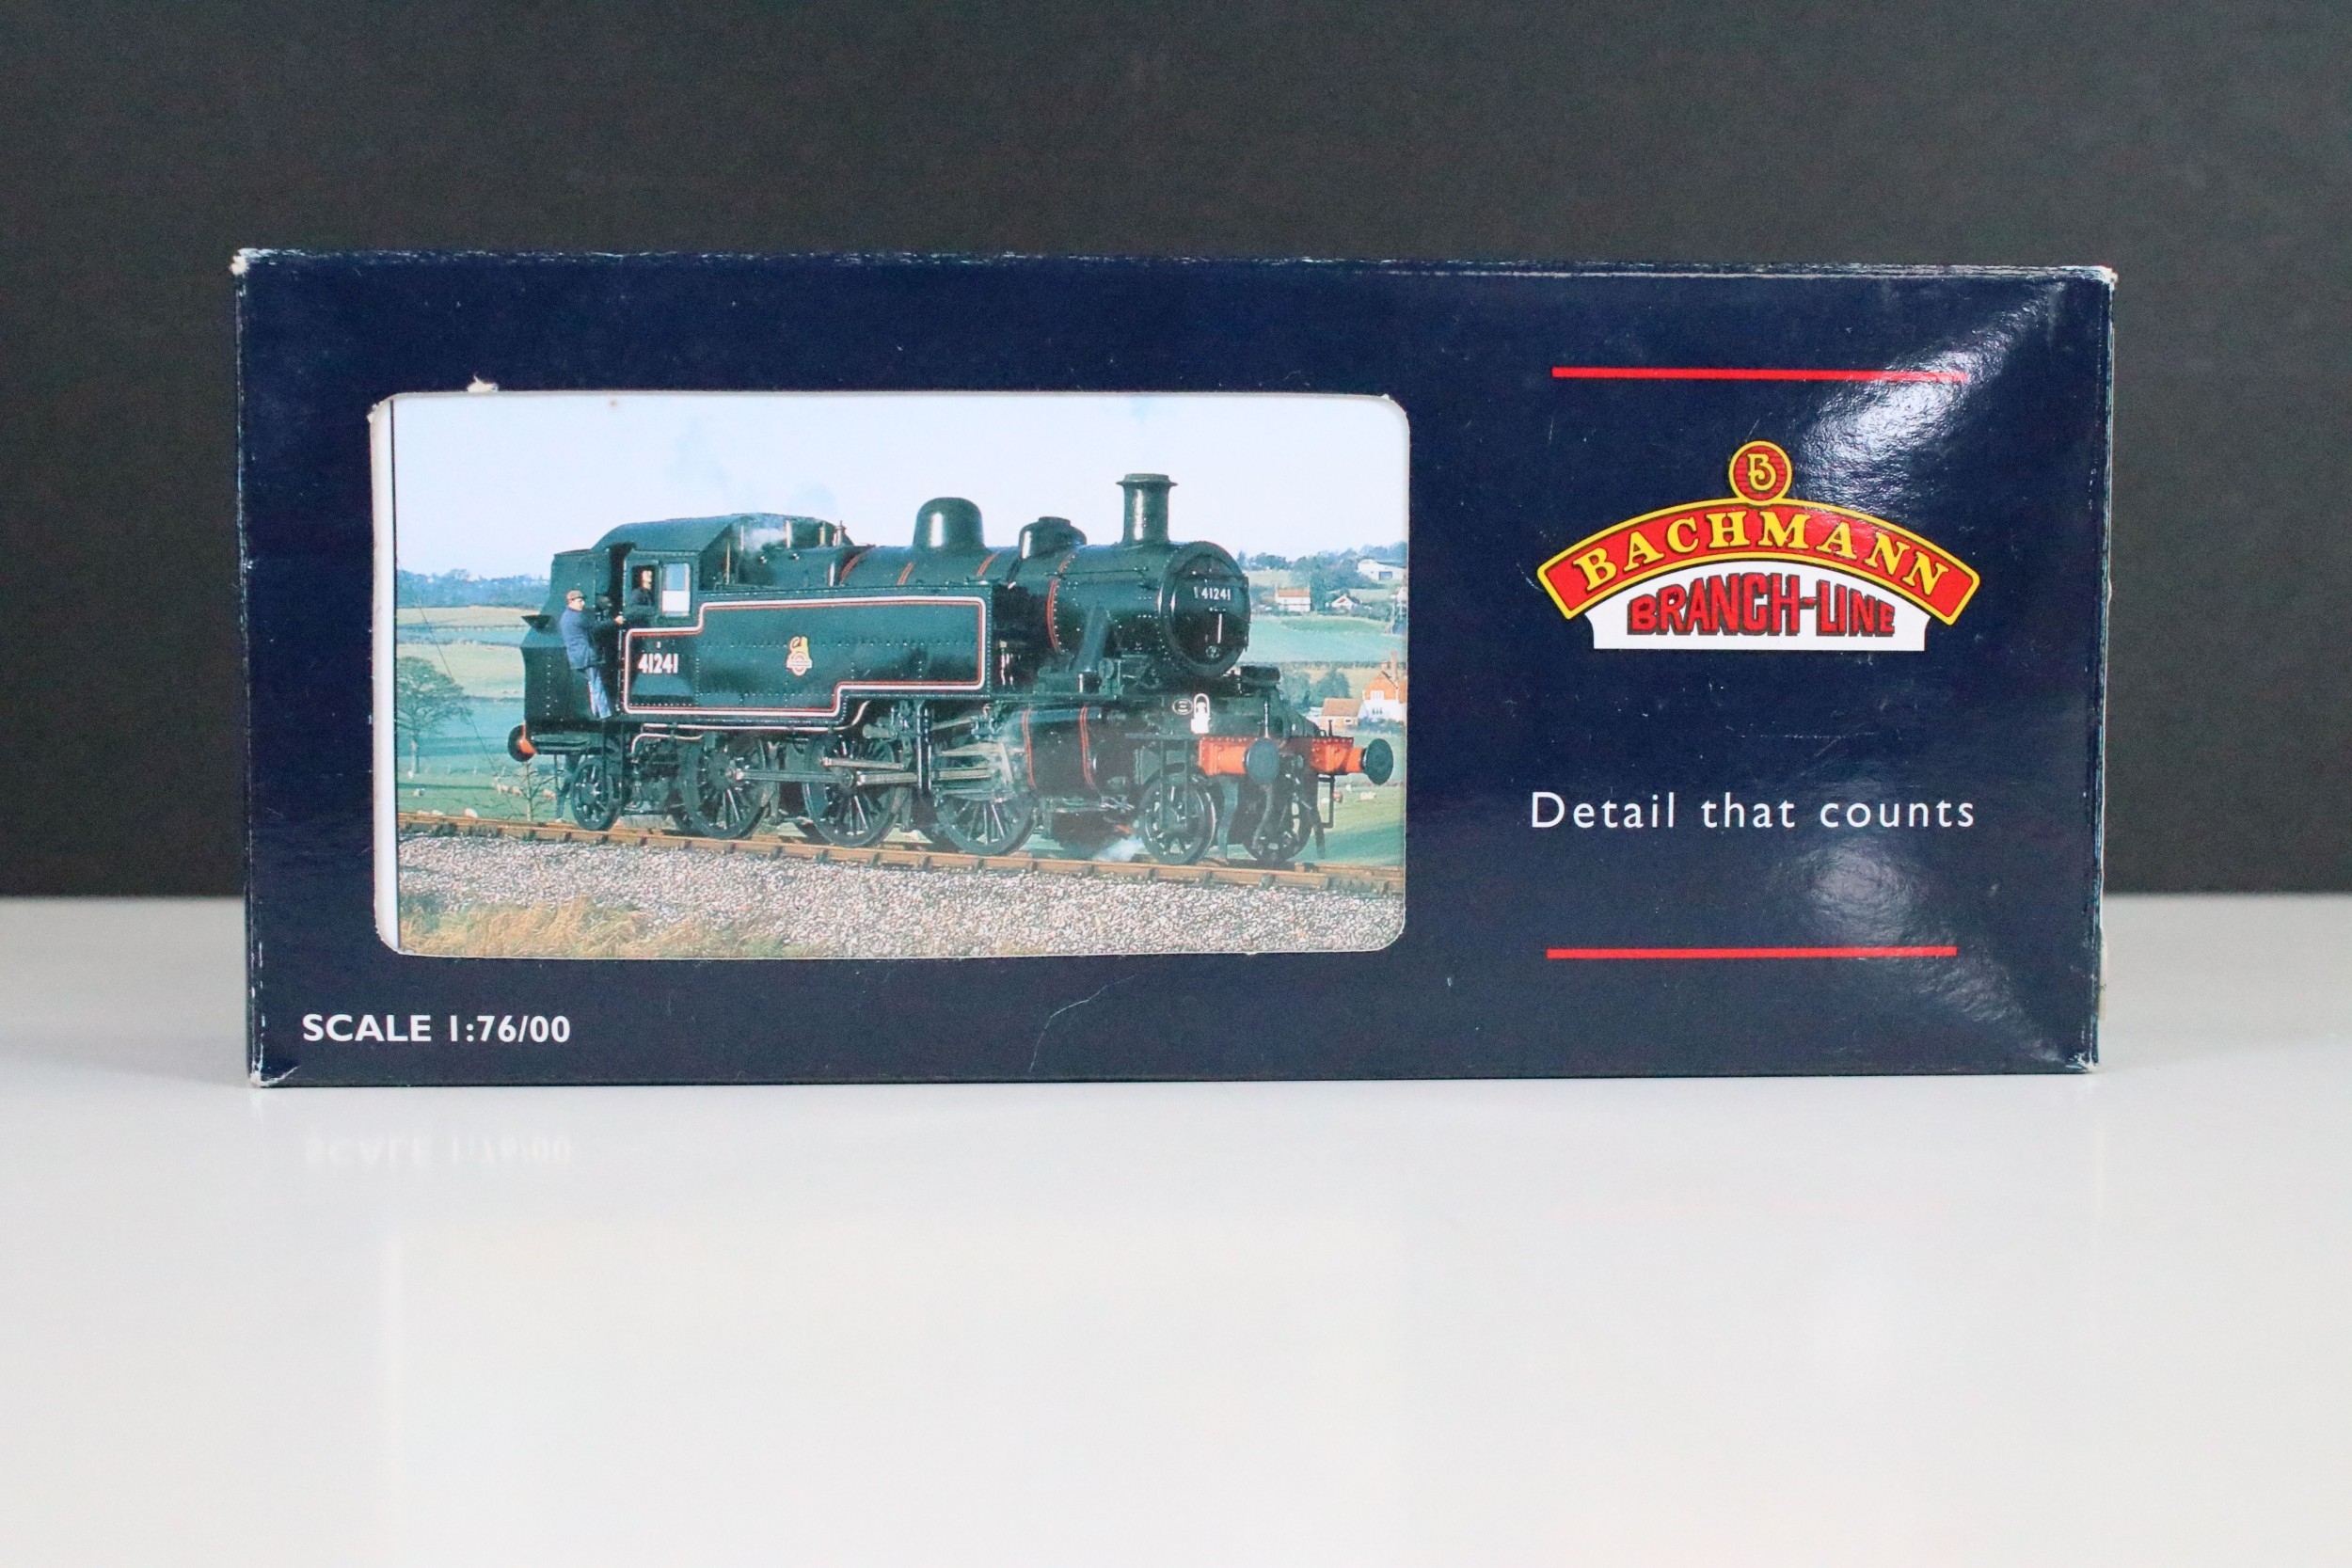 41241
41241
B
BACHMANN
BRANCH-LINE
Detail that counts
SCALE 1:76/00